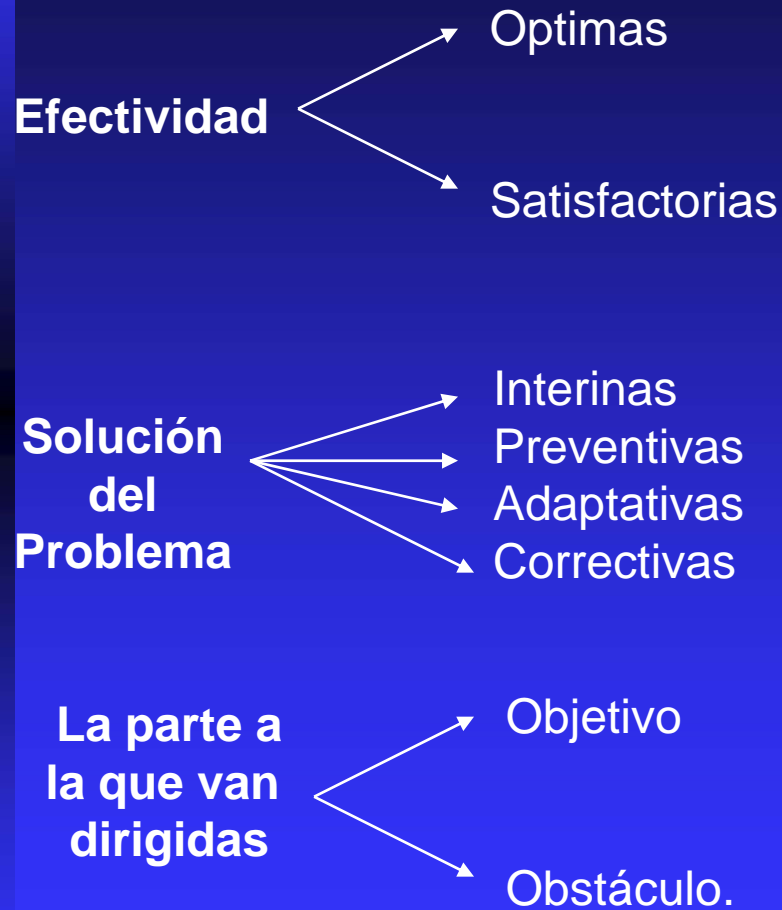 Optimas
Efectividad
Satisfactorias
Interinas
Solución
Preventivas
del
Adaptativas
Problema
Correctivas
La parte a
Objetivo
la que van
dirigidas
Obstáculo.